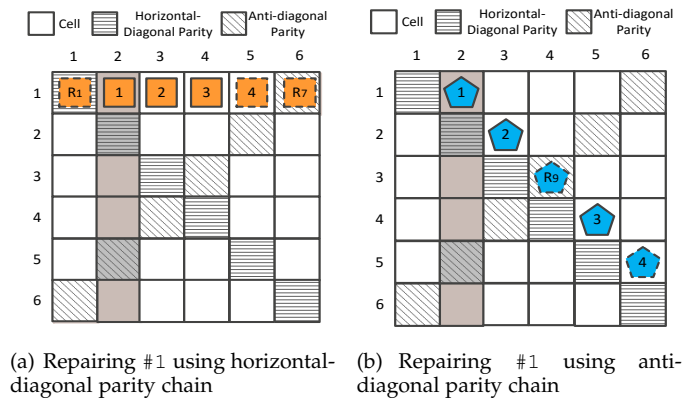 Cell
Horizontal-
Diagonal Parity
Anti-diagonal
Parity
1 2 3 4 5 6
1 R1 1 2 3 4 R7
2
3
4
5
6
(a) Repairing #1 using horizontal-
diagonal parity chain
Cell
Horizontal-
Diagonal Parity
Anti-diagonal
Parity
1 2 3 4 5 6
1 1
2 2
3 R9
4 3
5 4
6
(b) Repairing #1 using anti-
diagonal parity chain